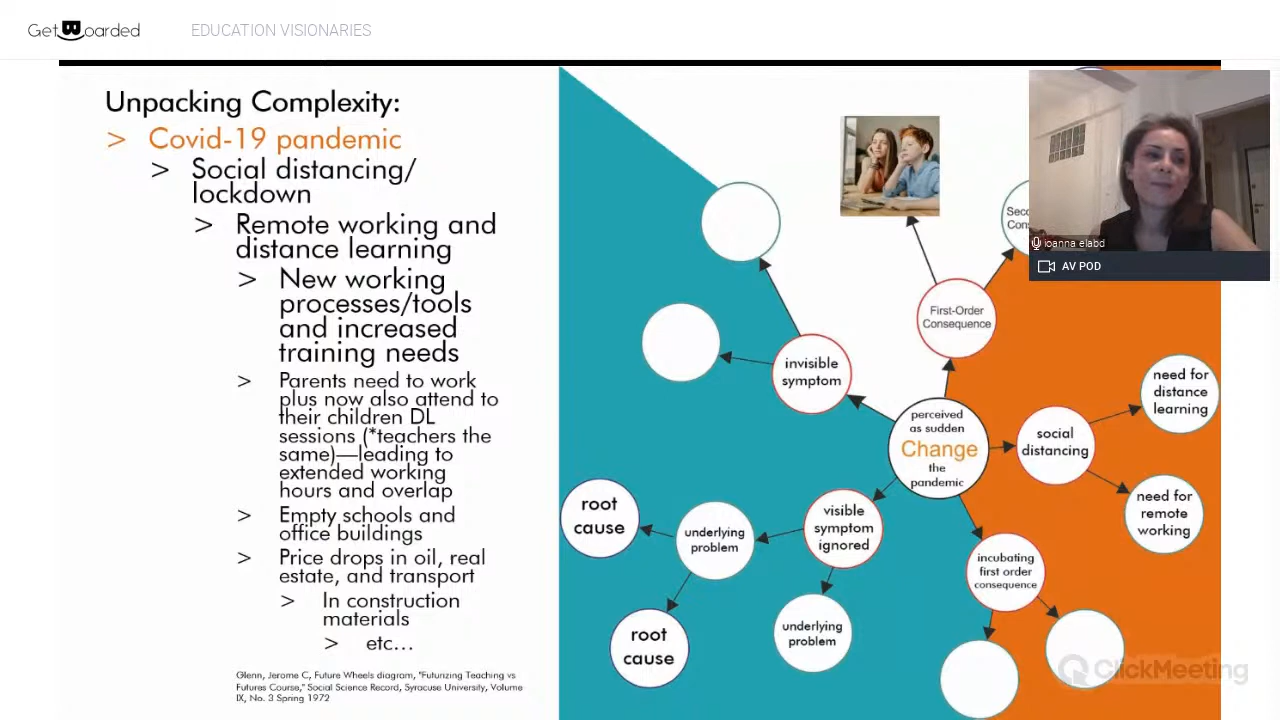 GetBoarded
EDUCATION VISIONARIES
Unpacking Complexity:
> Covid-19 pandemic
> Social distancing/
lockdown
> Remote working and
distance learning
> New working
processes/tools
and increased
training needs
> Parents need to work
plus now also attend to
their children DL
sessions (*teachers the
same)—leading to
extended working
hours and overlap
> Empty schools and
office buildings
> Price drops in oil, real
estate, and transport
> In construction
materials
> etc...
Glenn, Jerome C, Future Wheels diagram, "Futurizing Teaching vs
Futures Course," Social Science Record, Syracuse University, Volume
IX, No. 3 Spring 1972
ioanna elabd
AV POD
First-Order
Consequence
invisible
symptom
perceived
as sudden
Change
the
pandemic
social
distancing
need for
distance
learning
need for
remote
working
root
cause
underlying
problem
visible
symptom
ignored
incubating
first order
consequence
root
cause
underlying
problem
ClickMeeting